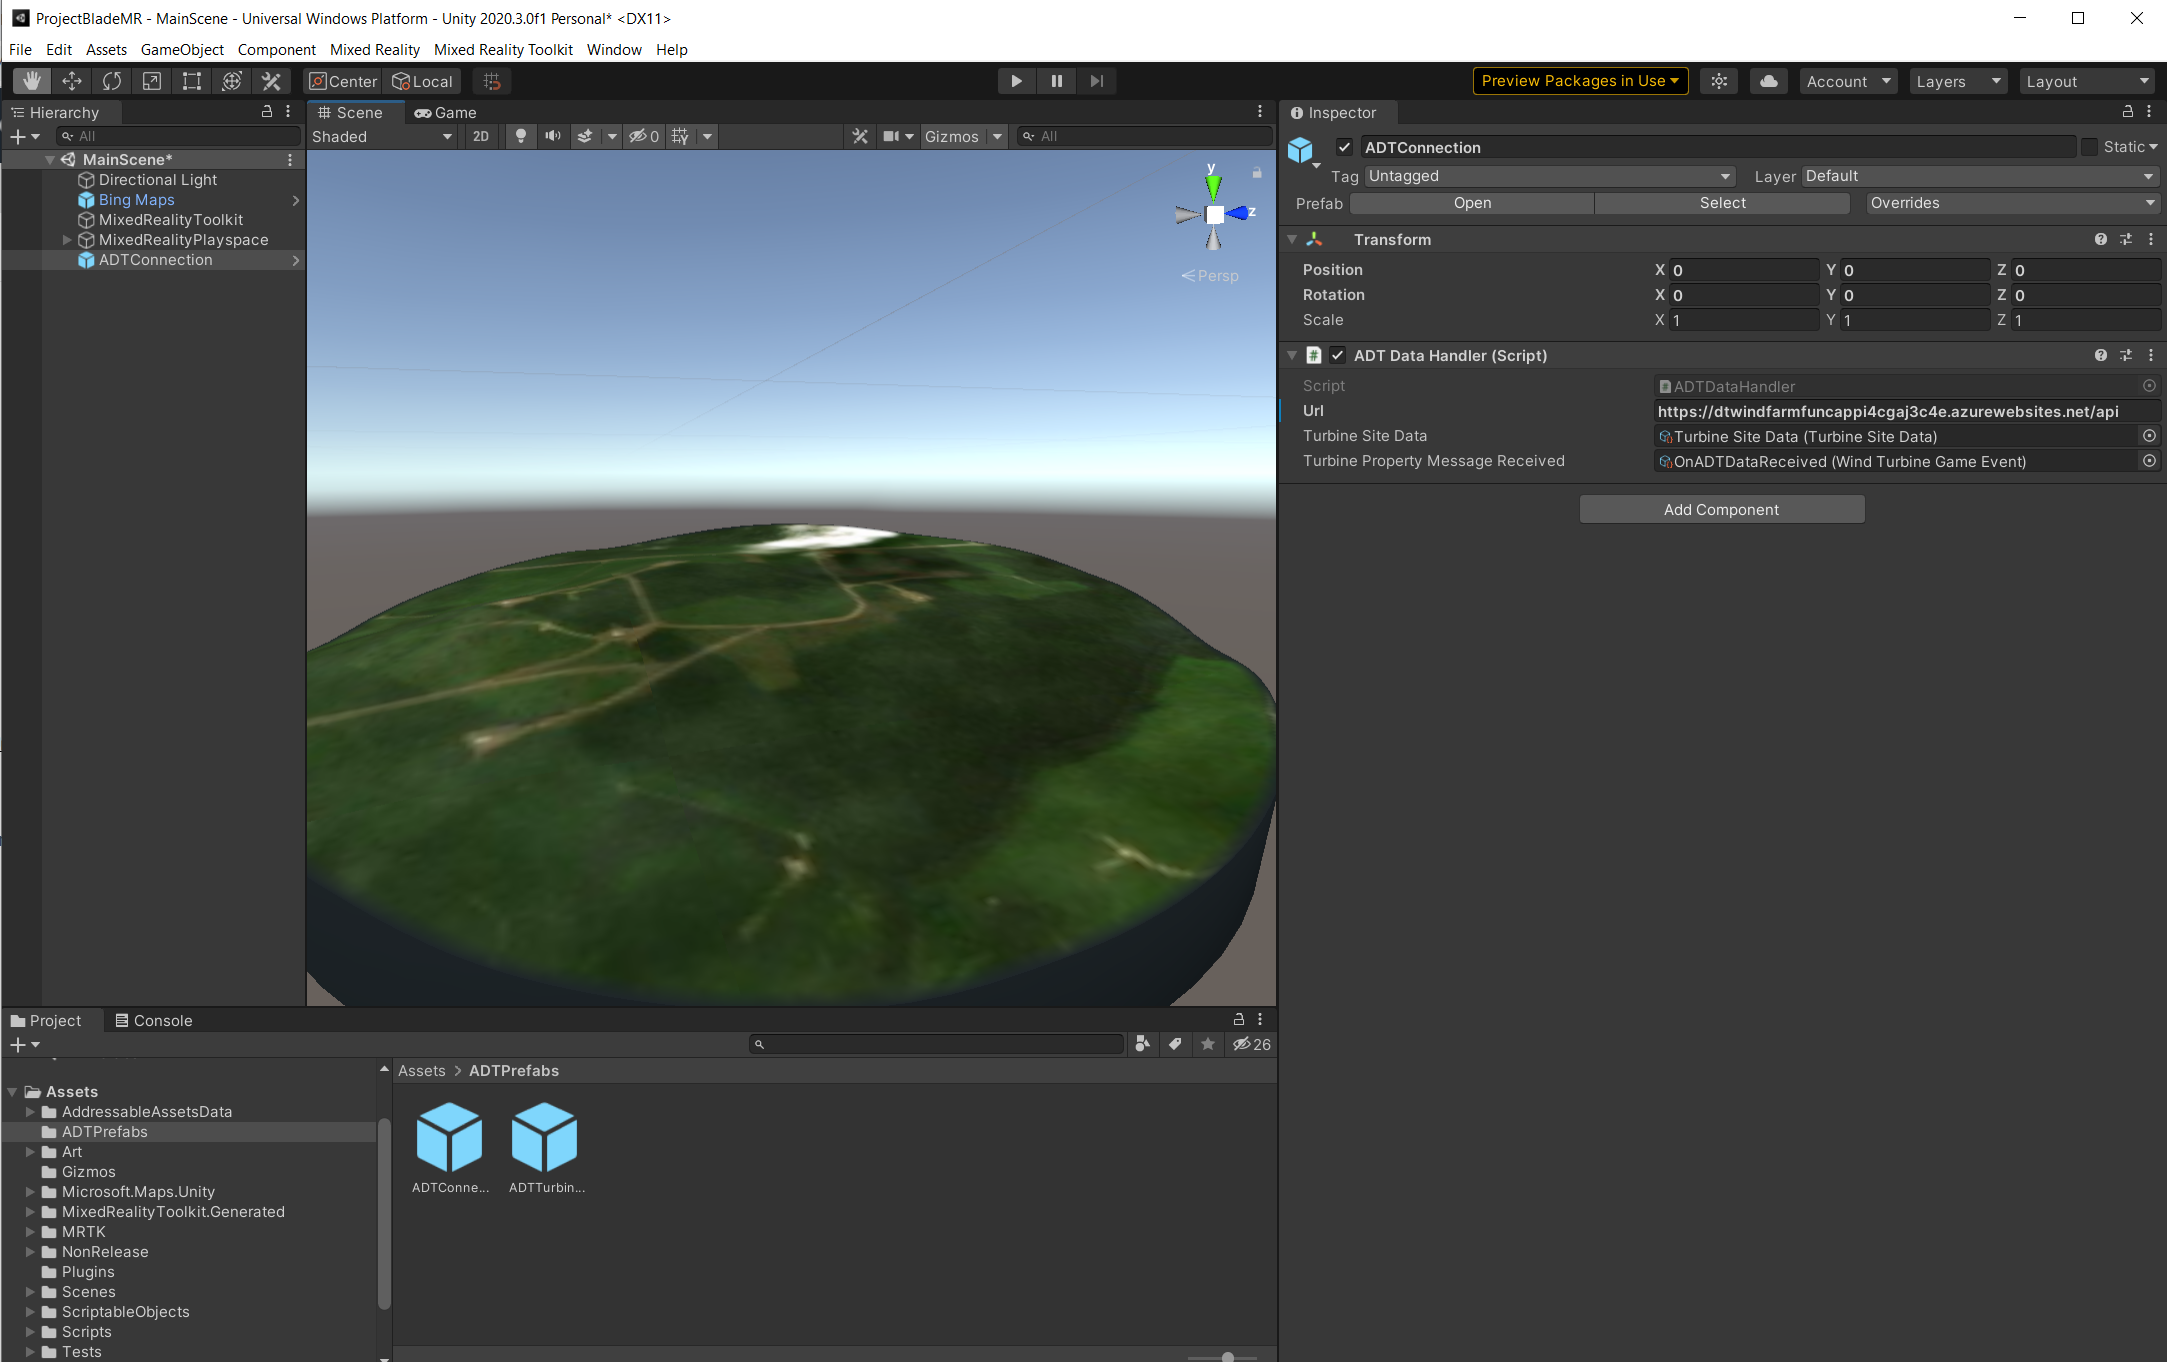 ProjectBladeMR - MainScene - Universal Windows Platform - Unity 2020.3.0f1 Personal* <DX11>
File Edit Assets GameObject Component Mixed Reality Mixed Reality Toolkit Window Help
Center Local Preview Packages in Use Account Layers Layout
Hierarchy
All
MainScene*
Directional Light
Bing Maps
MixedRealityToolkit
MixedRealityPlayspace
ADTConnection
Scene Game
Shaded 2D 0 Gizmos All
y
z
Persp
Inspector
ADTConnection Static
Tag Untagged Layer Default
Prefab Open Select Overrides
Transform
Position X 0 Y 0 Z 0
Rotation X 0 Y 0 Z 0
Scale X 1 Y 1 Z 1
ADT Data Handler (Script)
Script ADTDataHandler
Url https://dtwindfarmfuncappi4cgaj3c4e.azurewebsites.net/api
Turbine Site Data Turbine Site Data (Turbine Site Data)
Turbine Property Message Received OnADTDataReceived (Wind Turbine Game Event)
Add Component
Project Console
26
Assets
AddressableAssetsData
ADTPrefabs
Art
Gizmos
Microsoft.Maps.Unity
MixedRealityToolkit.Generated
MRTK
NonRelease
Plugins
Scenes
ScriptableObjects
Scripts
Tests
Assets > ADTPrefabs
ADTConne... ADTTurbin...